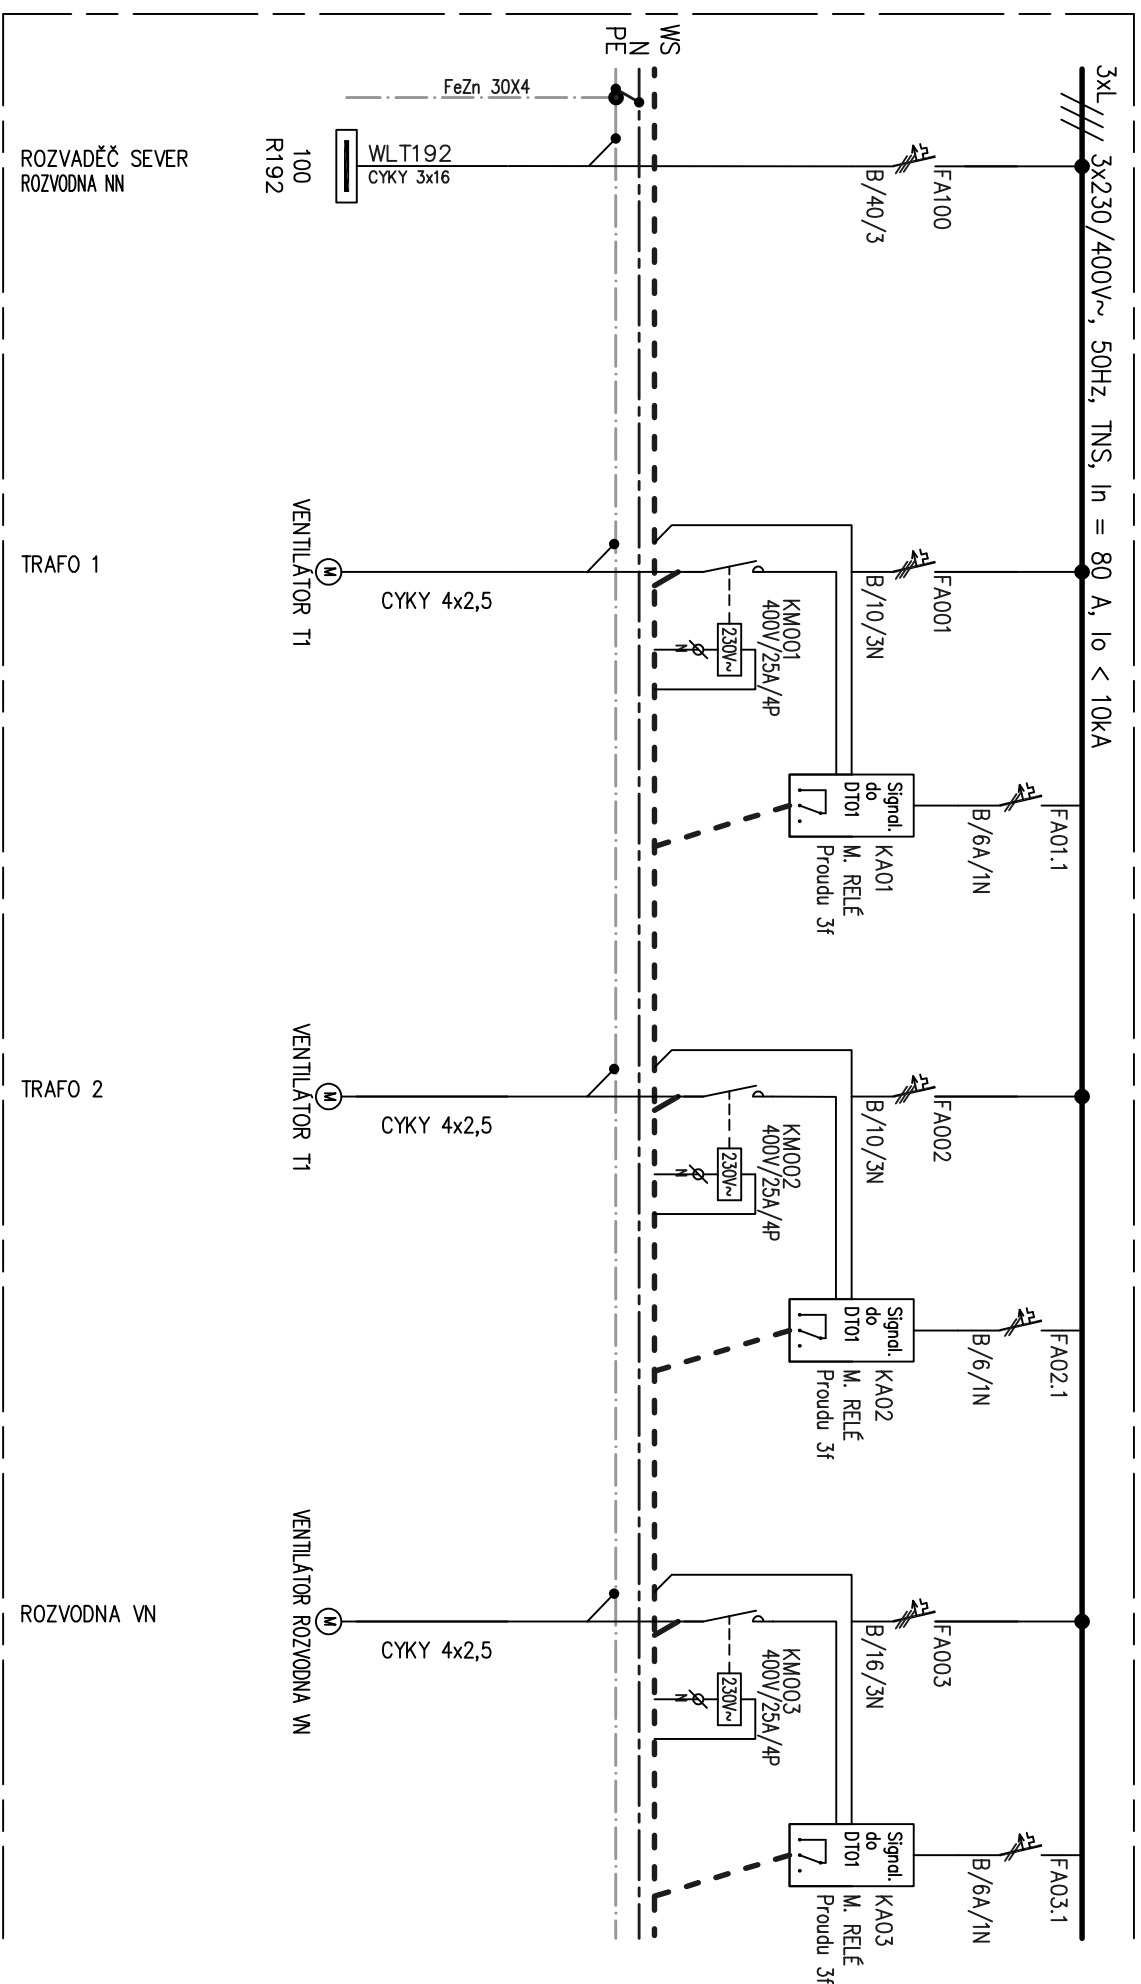 3xL
3x230/400V~, 50Hz, TNS, In = 80 A, Io < 10kA
WS
N
PE
FeZn 30X4
FA100
B/40/3
WLT192
CYKY 3x16
100
R192
ROZVADĚČ SEVER
ROZVODNA NN
FA001
B/10/3N
KM001
400V/25A/4P
230V~
N
CYKY 4x2,5
M
VENTILÁTOR T1
TRAFO 1
FA01.1
B/6A/1N
Signal.
do
DT01
KA01
M. RELÉ
Proudu 3f
FA002
B/10/3N
KM002
400V/25A/4P
230V~
N
CYKY 4x2,5
M
VENTILÁTOR T1
TRAFO 2
FA02.1
B/6/1N
Signal.
do
DT01
KA02
M. RELÉ
Proudu 3f
FA003
B/16/3N
KM003
400V/25A/4P
230V~
N
CYKY 4x2,5
M
VENTILÁTOR ROZVODNA VN
ROZVODNA VN
FA03.1
B/6A/1N
Signal.
do
DT01
KA03
M. RELÉ
Proudu 3f